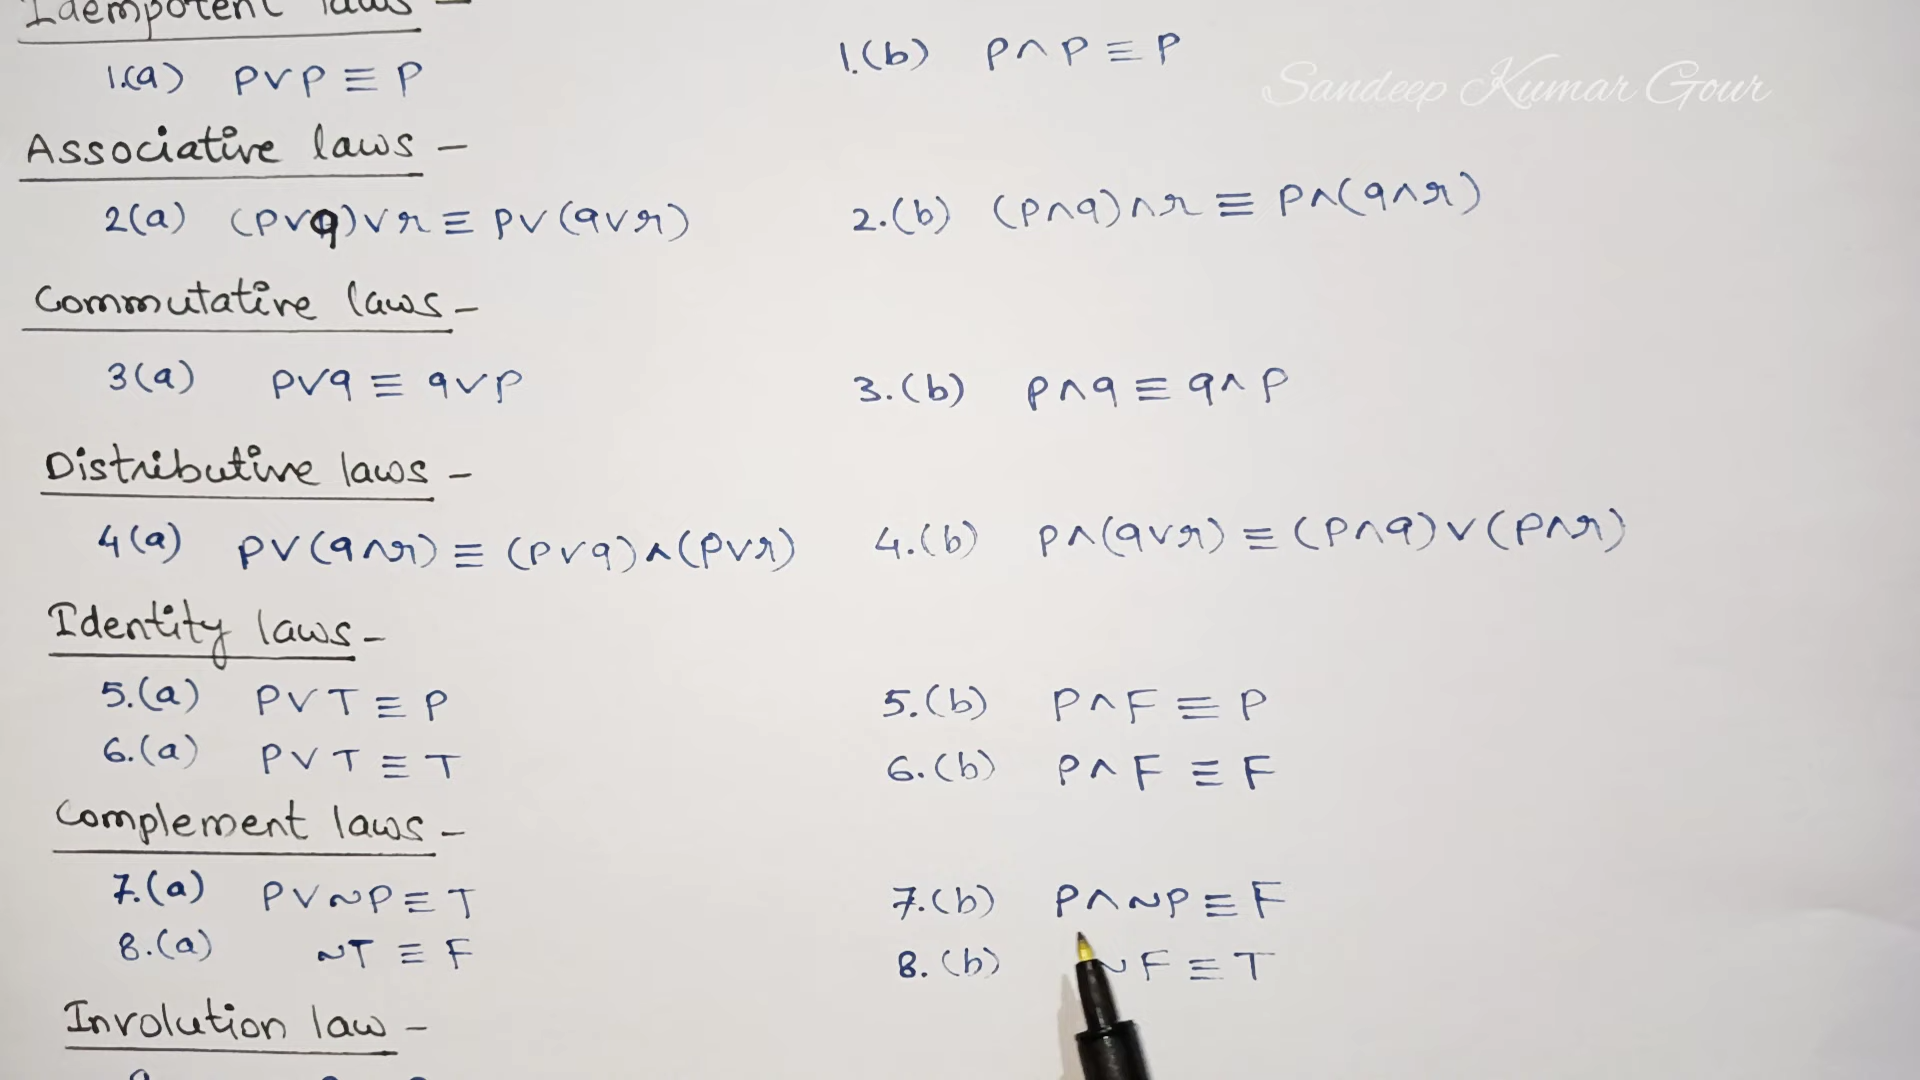 Idempotent laws -
1.(a) p∨p ≡ p
1.(b) p∧p ≡ p
Sandeep Kumar Gour
Associative laws -
2(a) (p∨q)∨r ≡ p∨(q∨r)
2.(b) (p∧q)∧r ≡ p∧(q∧r)
Commutative laws -
3(a) p∨q ≡ q∨p
3.(b) p∧q ≡ q∧p
Distributive laws -
4(a) p∨(q∧r) ≡ (p∨q)∧(p∨r)
4.(b) p∧(q∨r) ≡ (p∧q)∨(p∧r)
Identity laws -
5.(a) p∨T ≡ p
5.(b) p∧F ≡ p
6.(a) p∨T ≡ T
6.(b) p∧F ≡ F
Complement laws -
7.(a) p∨~p ≡ T
7.(b) p∧~p ≡ F
8.(a) ~T ≡ F
8.(b) ~F ≡ T
Involution law -